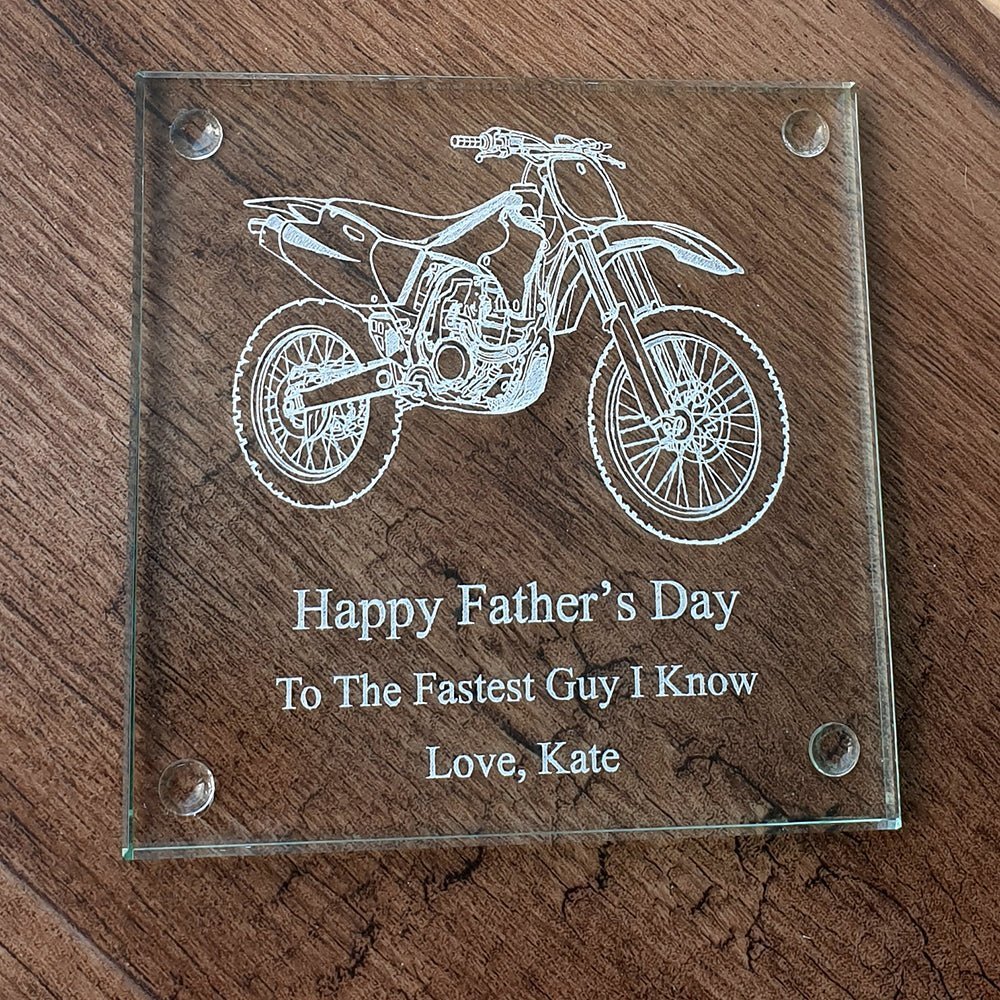 Happy Father’s Day
To The Fastest Guy I Know
Love, Kate